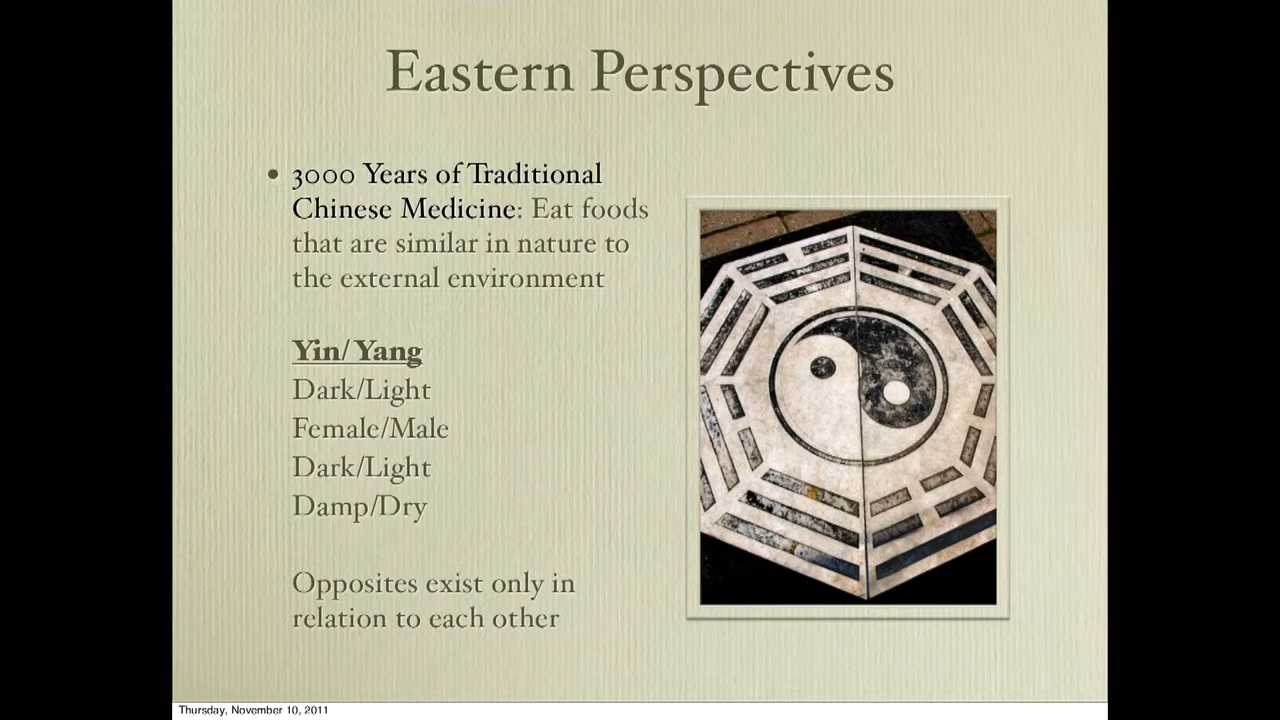 Eastern Perspectives
• 3000 Years of Traditional
Chinese Medicine: Eat foods
that are similar in nature to
the external environment
Yin/Yang
Dark/Light
Female/Male
Dark/Light
Damp/Dry
Opposites exist only in
relation to each other
Thursday, November 10, 2011